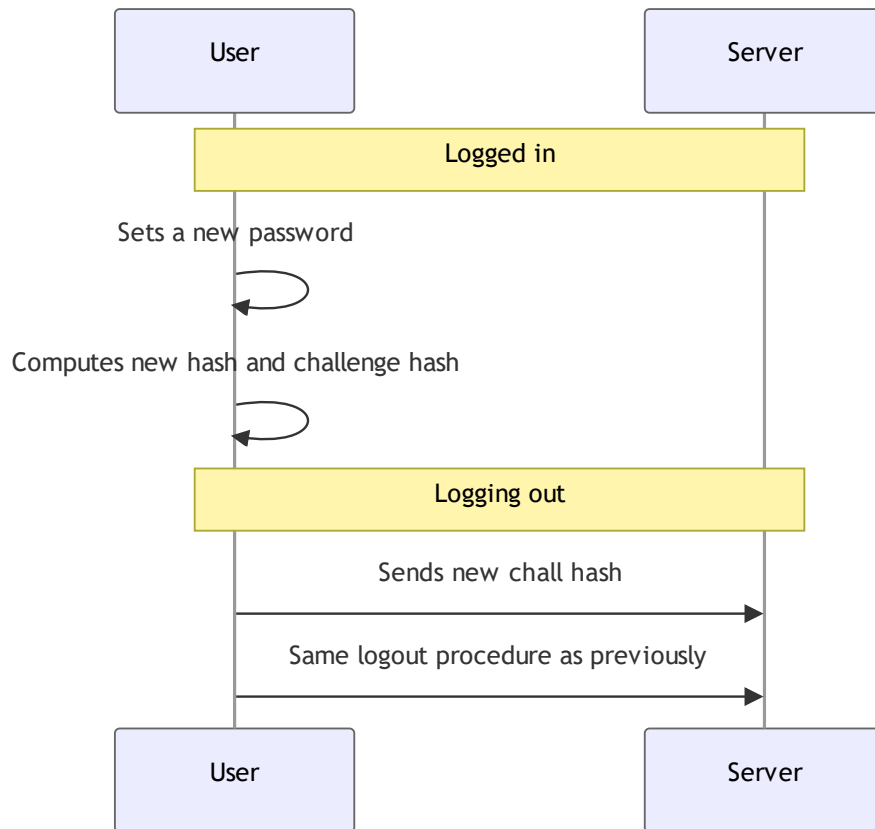 User
Server
Logged in
Sets a new password
Computes new hash and challenge hash
Logging out
Sends new chall hash
Same logout procedure as previously
User
Server